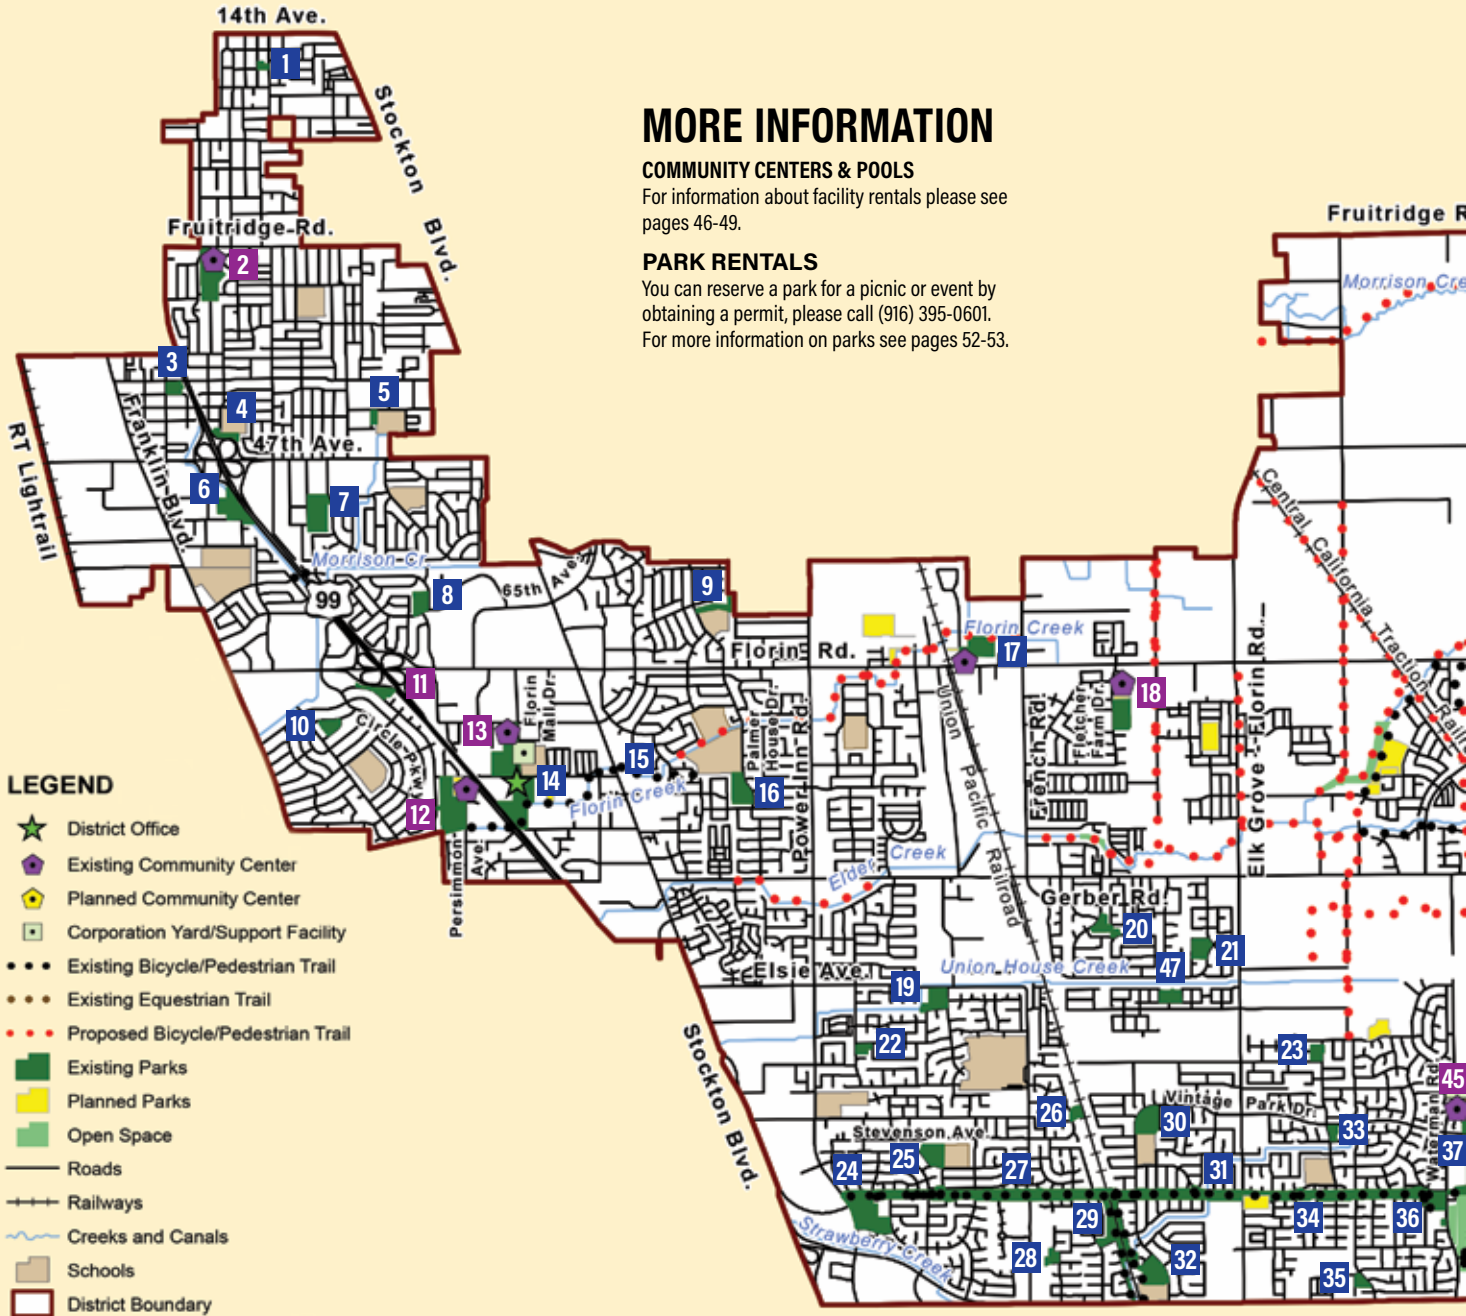 14th Ave.
1
Stockton Blvd.
MORE INFORMATION
COMMUNITY CENTERS & POOLS
For information about facility rentals please see
pages 46-49.
PARK RENTALS
You can reserve a park for a picnic or event by
obtaining a permit, please call (916) 395-0601.
For more information on parks see pages 52-53.
Fruitridge Rd.
2
Fruitridge R
Morrison Cre
3
4
5
RT Lightrail
Franklin Blvd.
47th Ave.
6
7
Morrison Cr
99
8
65th Ave.
9
Central California Traction Railr
Florin Rd.
Florin Creek
17
Elk Grove-Florin Rd.
10
11
Circle Pkwy
13
Florin Mall Dr.
12
14
15
Florin Creek
Palmer House Dr.
16
Power Inn Rd.
Union Pacific Railroad
French Rd.
Fletcher Farm Dr.
18
Persimmon Ave.
Elder Creek
Gerber Rd.
20
21
Elsie Ave.
Union House Creek
47
19
22
23
Stockton Blvd.
26
30
Vintage Park Dr.
33
Waterman Rd.
45
37
Stevenson Ave.
24
25
27
31
29
34
36
Strawberry Creek
28
32
35
LEGEND
District Office
Existing Community Center
Planned Community Center
Corporation Yard/Support Facility
Existing Bicycle/Pedestrian Trail
Existing Equestrian Trail
Proposed Bicycle/Pedestrian Trail
Existing Parks
Planned Parks
Open Space
Roads
Railways
Creeks and Canals
Schools
District Boundary